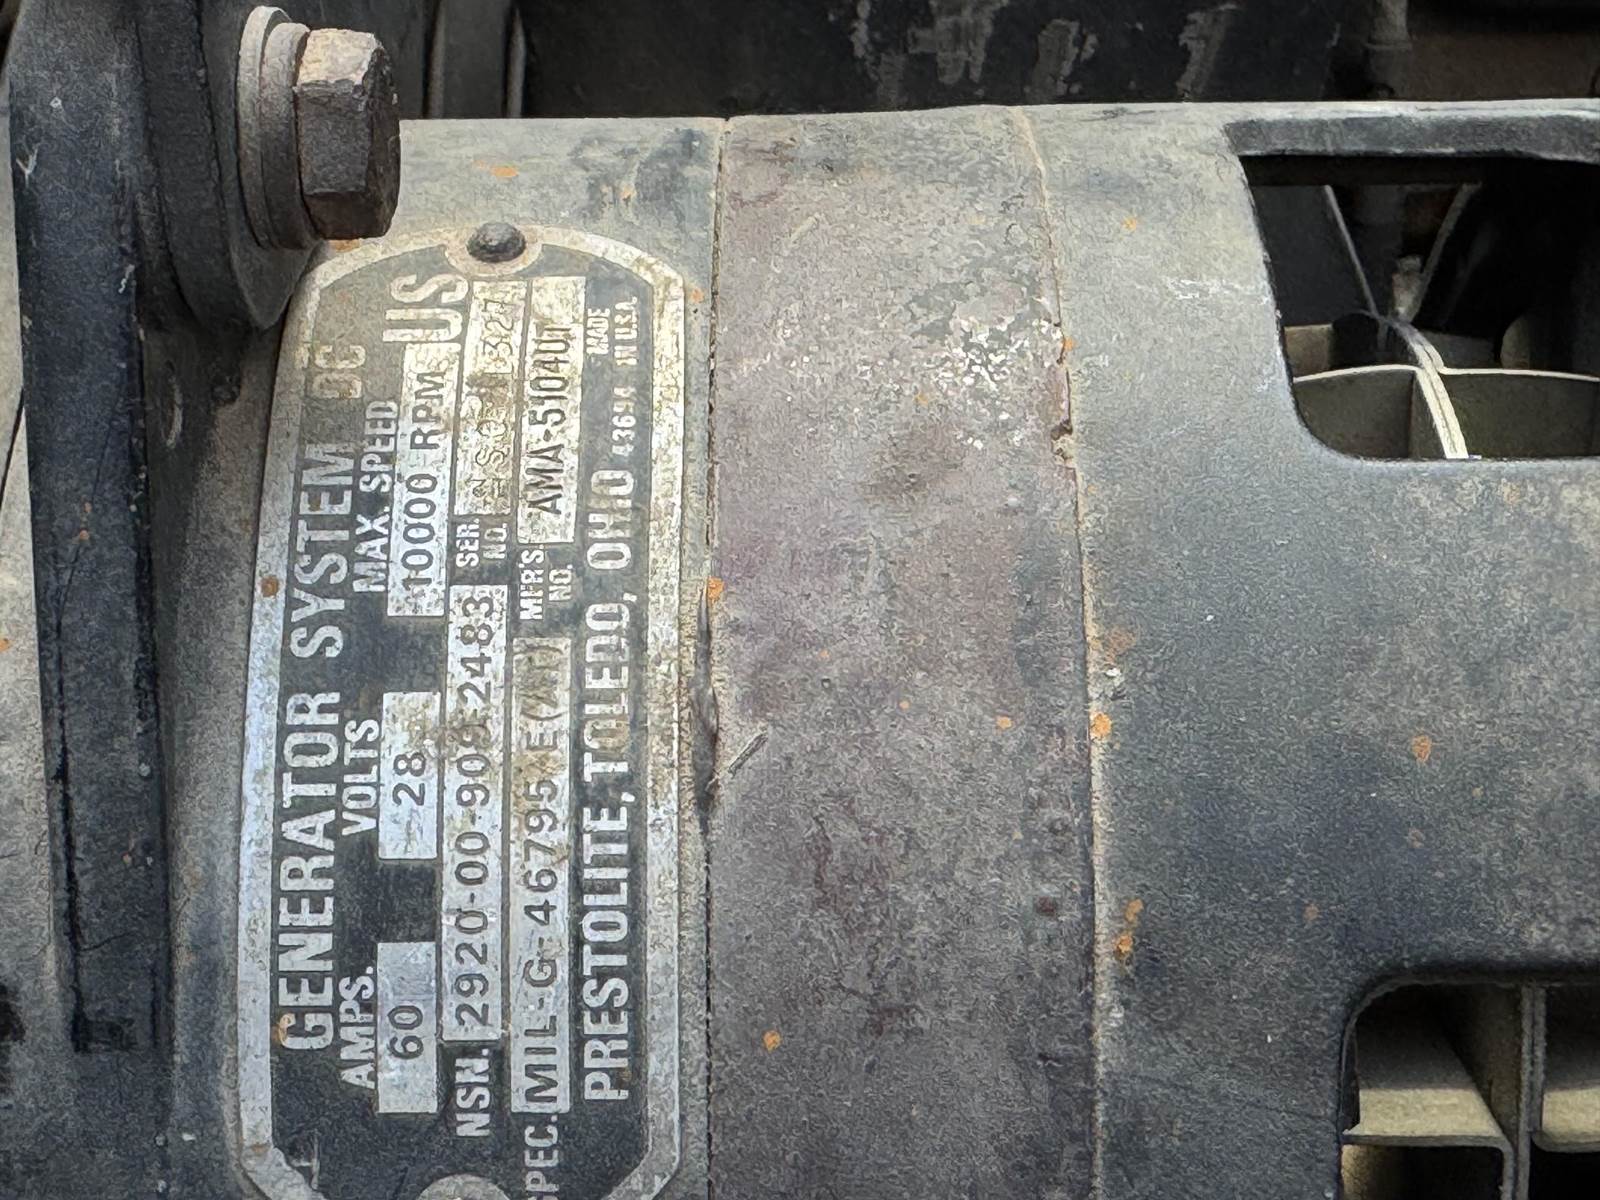 GENERATOR SYSTEM DC
AMPS. VOLTS MAX. SPEED US
60 28 10000 RPM
NSN. 2920-00-909-2483 SER. NO.
SPEC. MIL-G-46795 MFR'S. NO. AMA-5104UT
PRESTOLITE, TOLEDO, OHIO 43694 MADE IN U.S.A.